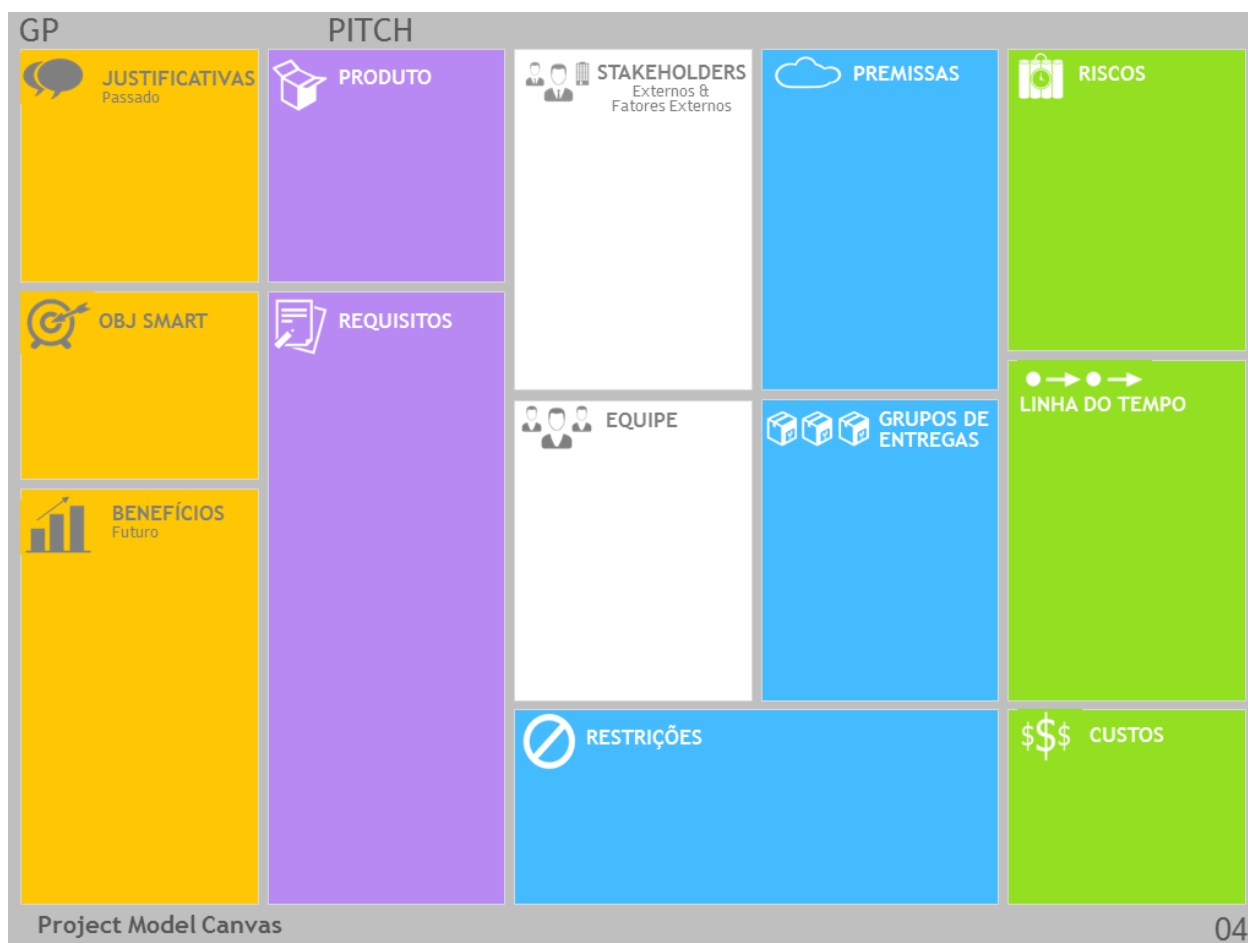 GP
PITCH
JUSTIFICATIVAS
Passado
OBJ SMART
BENEFÍCIOS
Futuro
PRODUTO
REQUISITOS
STAKEHOLDERS
Externos &
Fatores Externos
EQUIPE
PREMISSAS
GRUPOS DE
ENTREGAS
RESTRIÇÕES
RISCOS
LINHA DO TEMPO
$$$ CUSTOS
Project Model Canvas
04